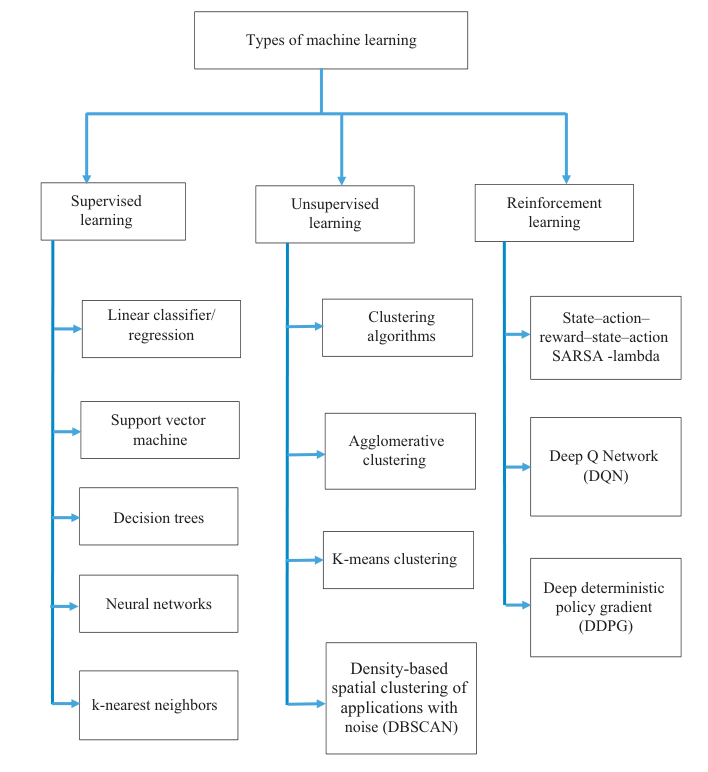 Types of machine learning
Supervised
learning
Unsupervised
learning
Reinforcement
learning
Linear classifier/
regression
Support vector
machine
Decision trees
Neural networks
k-nearest neighbors
Clustering
algorithms
Agglomerative
clustering
K-means clustering
Density-based
spatial clustering of
applications with
noise (DBSCAN)
State–action–
reward–state–action
SARSA -lambda
Deep Q Network
(DQN)
Deep deterministic
policy gradient
(DDPG)